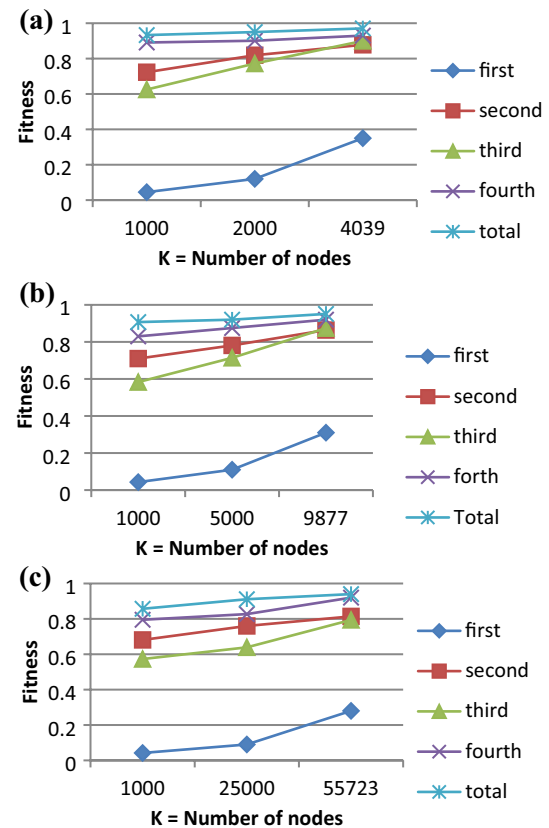 (a)
1
0.8
0.6
0.4
0.2
0
Fitness
1000 2000 4039
K = Number of nodes
first
second
third
fourth
total
(b)
1
0.8
0.6
0.4
0.2
0
Fitness
1000 5000 9877
K = Number of nodes
first
second
third
forth
Total
(c)
1
0.8
0.6
0.4
0.2
0
Fitness
1000 25000 55723
K = Number of nodes
first
second
third
fourth
total